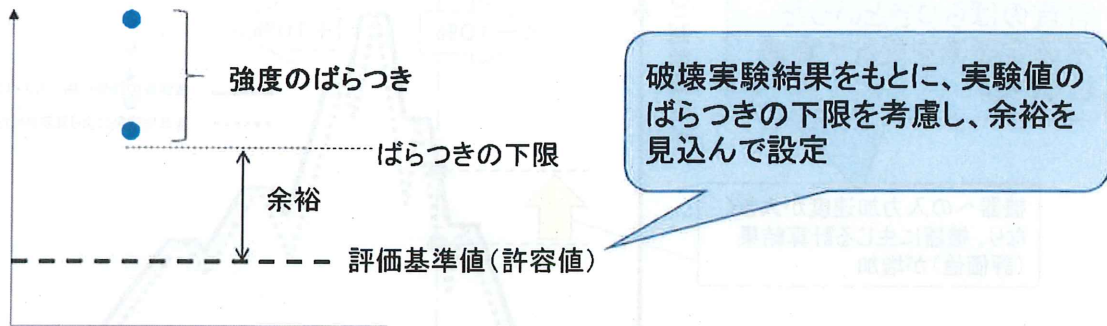 強度のばらつき
ばらつきの下限
余裕
評価基準値(許容値)
破壊実験結果をもとに、実験値の
ばらつきの下限を考慮し、余裕を
見込んで設定